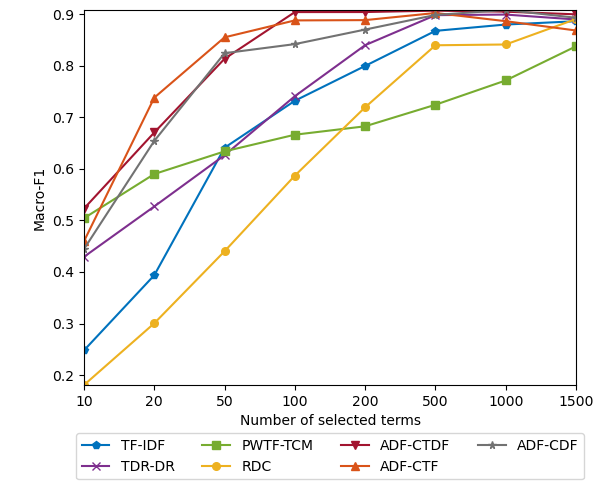 0.9
0.8
0.7
0.6
0.5
0.4
0.3
0.2
Macro-F1
10 20 50 100 200 500 1000 1500
Number of selected terms
TF-IDF PWTF-TCM ADF-CTDF ADF-CDF
TDR-DR RDC ADF-CTF